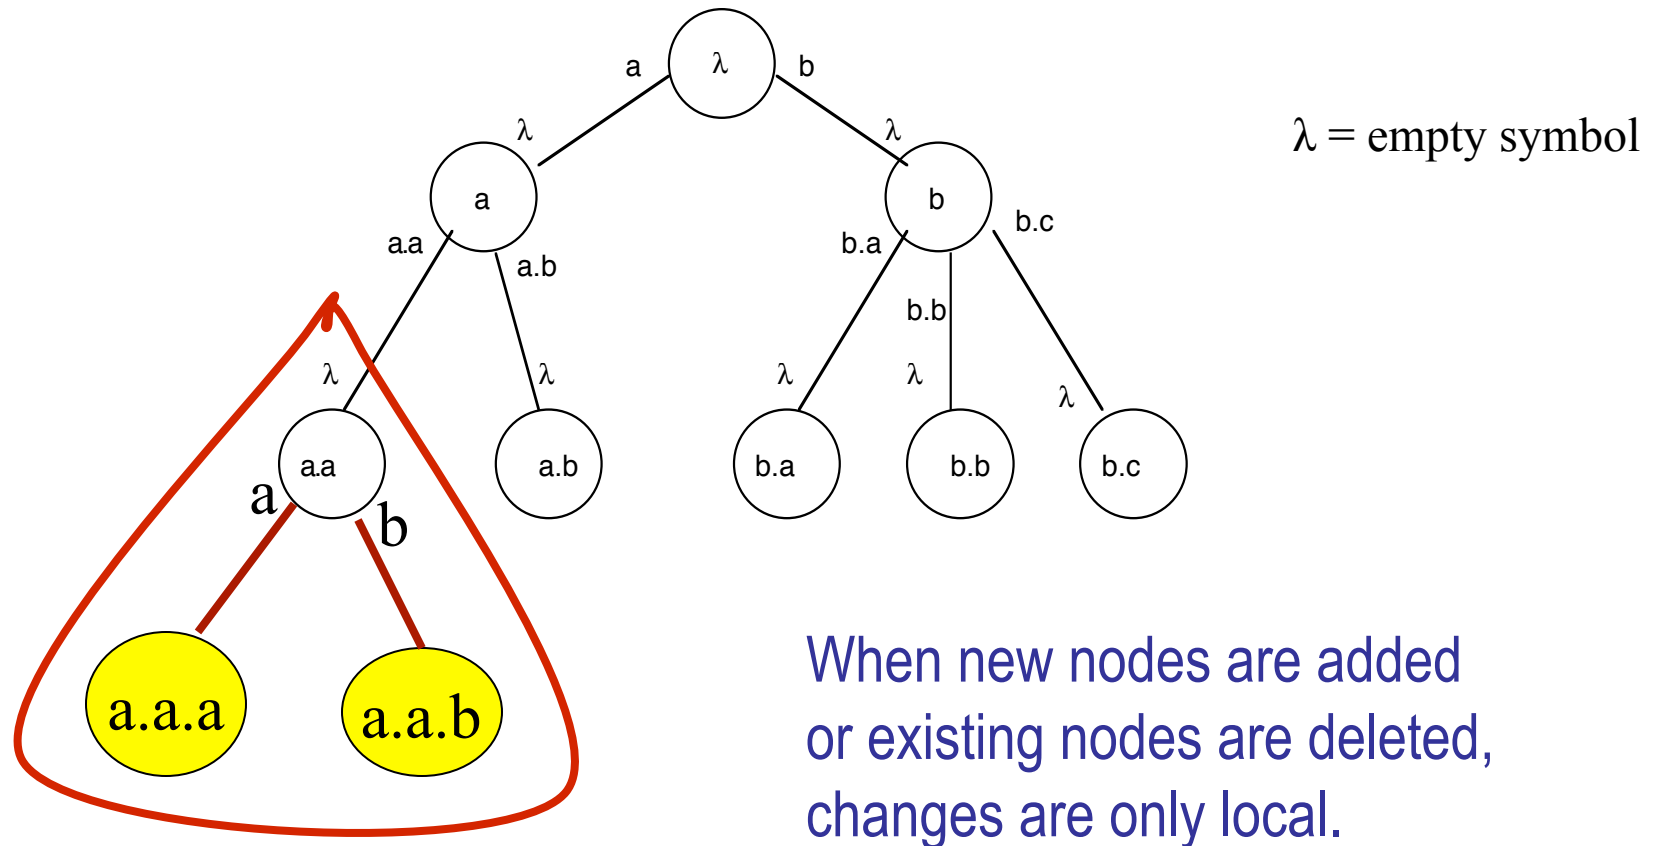 a
λ
b
λ
λ
λ = empty symbol
a
b
a.a
a.b
b.a
b.c
b.b
λ
λ
λ
λ
λ
a.a
a.b
b.a
b.b
b.c
a
b
a.a.a
a.a.b
When new nodes are added
or existing nodes are deleted,
changes are only local.